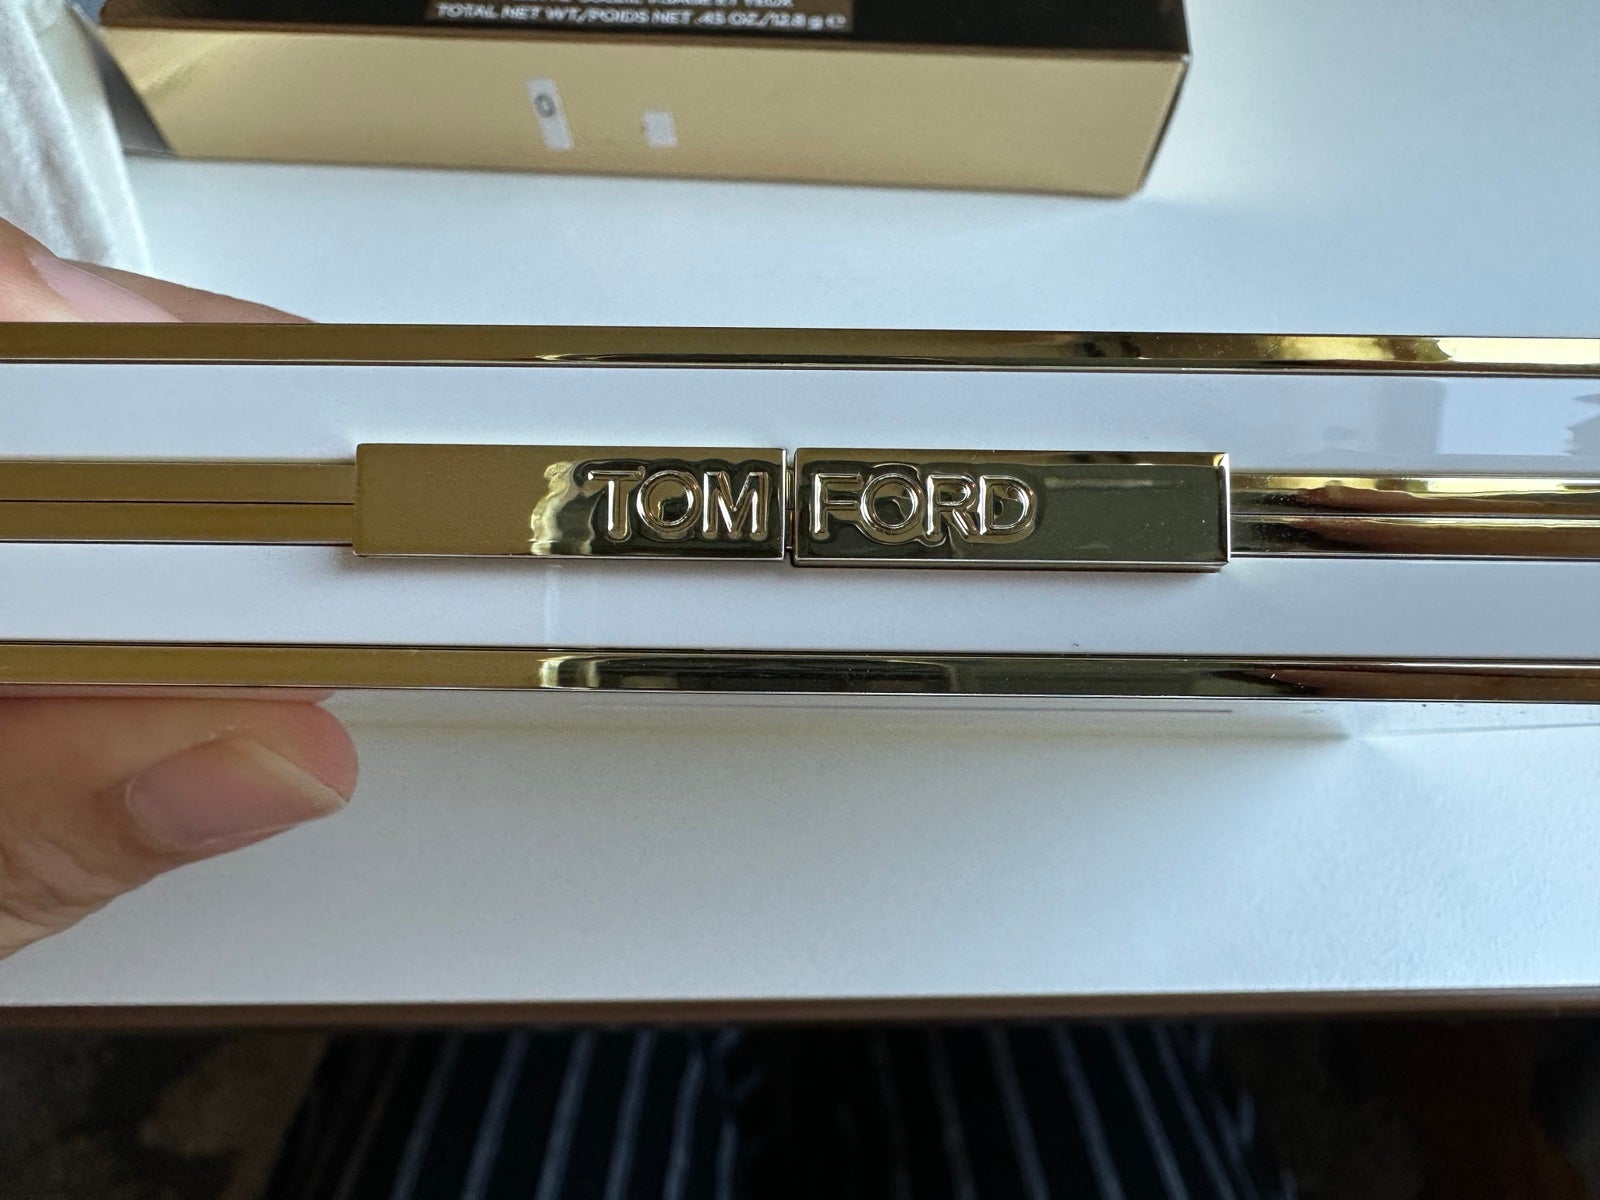 TOTAL NET WT/POIDS NET .45 OZ./12.8 g ℮
TOM FORD